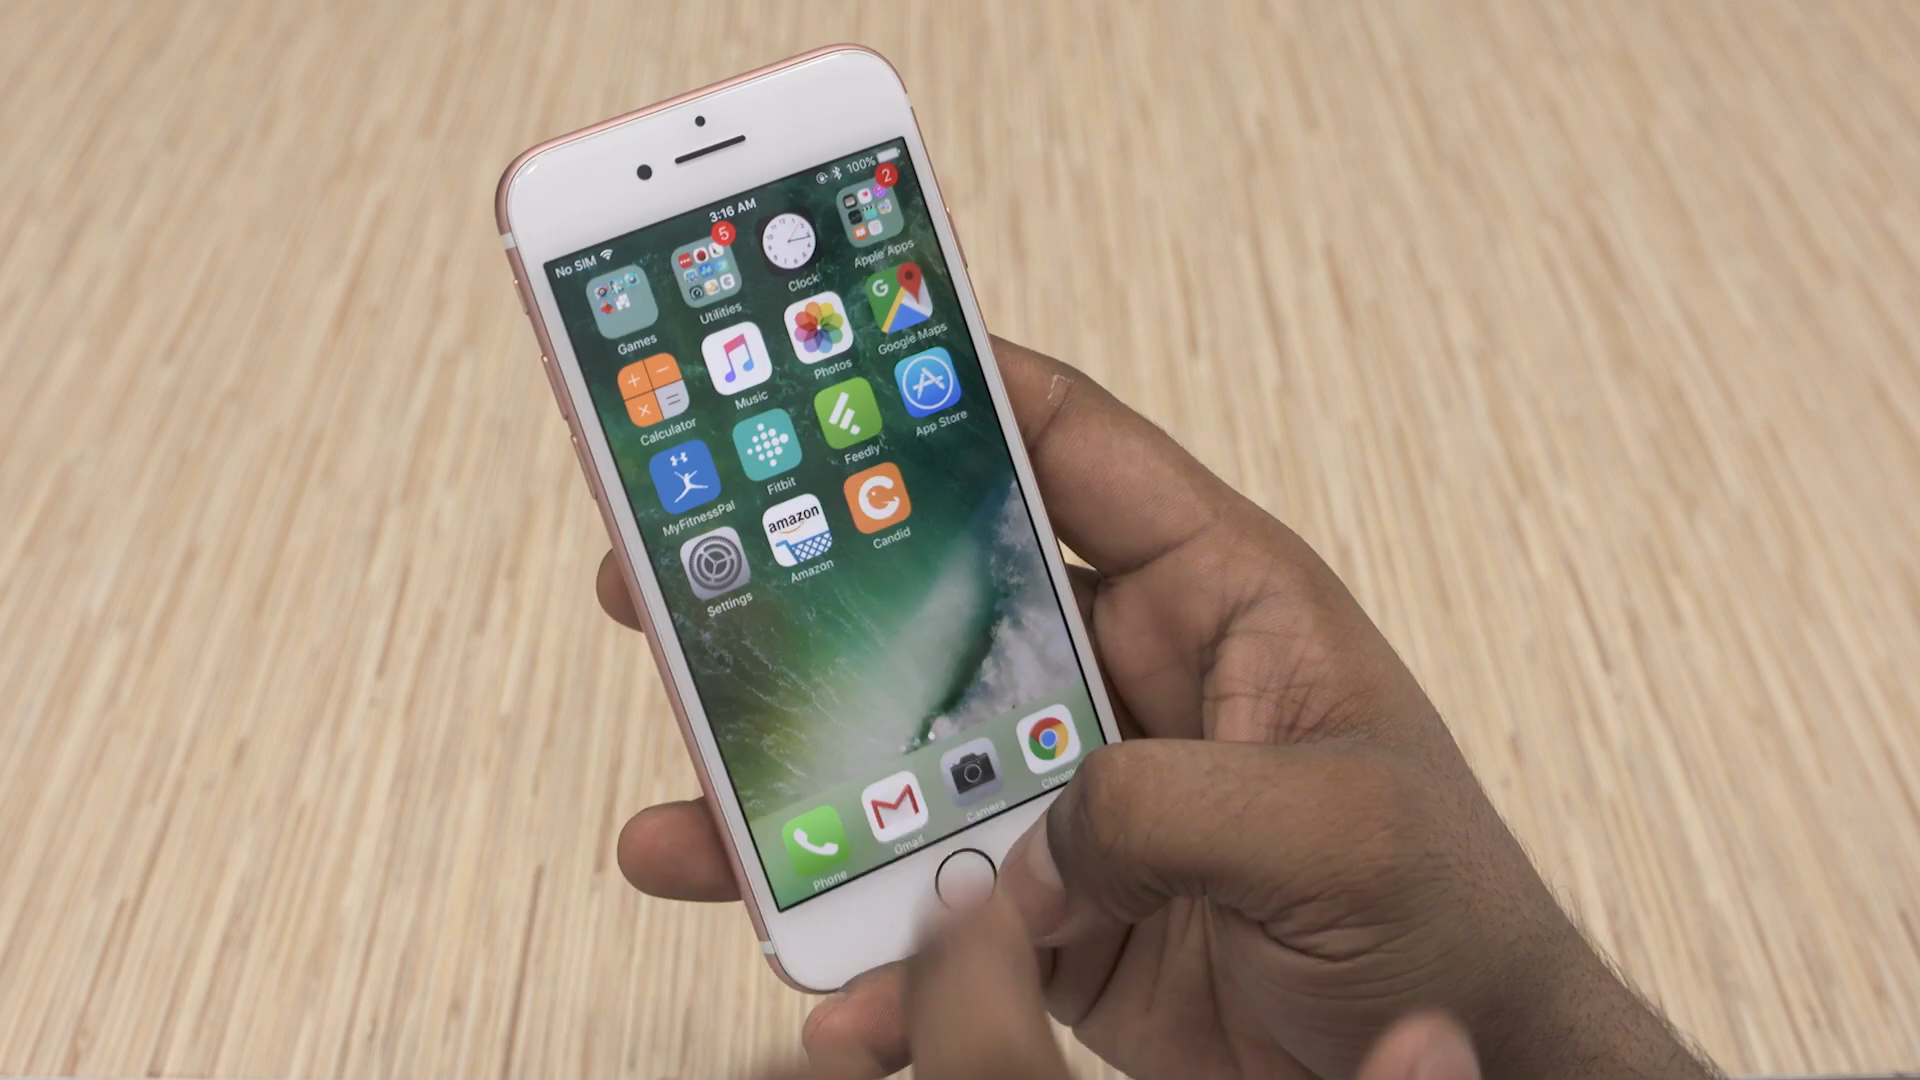 No SIM 3:16 AM 100%
5
2
Games Utilities Clock Apple Apps
Calculator Music Photos Google Maps
MyFitnessPal Fitbit Feedly App Store
amazon
Settings Amazon Candid
Phone Gmail Camera Chrom